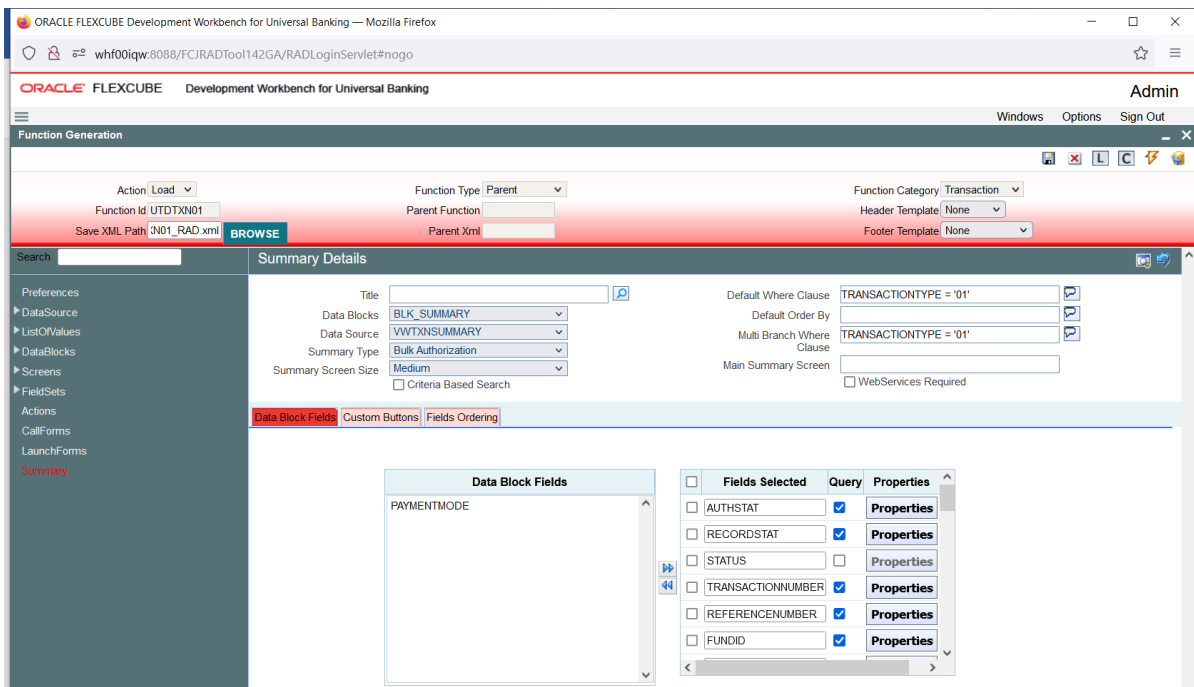 ORACLE FLEXCUBE Development Workbench for Universal Banking — Mozilla Firefox
whf00iqw:8088/FCJRADTool142GA/RADLoginServlet#nogo
ORACLE FLEXCUBE Development Workbench for Universal Banking Admin
Windows Options Sign Out
Function Generation
L C
Action Load Function Type Parent Function Category Transaction
Function Id UTDTXN01 Parent Function Header Template None
Save XML Path XN01_RAD.xml BROWSE Parent Xml Footer Template None
Search Summary Details
Preferences
DataSource
ListOfValues
DataBlocks
Screens
FieldSets
Actions
CallForms
LaunchForms
Summary
Title Default Where Clause TRANSACTIONTYPE = '01'
Data Blocks BLK_SUMMARY Default Order By
Data Source VWTXNSUMMARY Multi Branch Where Clause TRANSACTIONTYPE = '01'
Summary Type Bulk Authorization
Summary Screen Size Medium Main Summary Screen
Criteria Based Search WebServices Required
Data Block Fields Custom Buttons Fields Ordering
Data Block Fields Fields Selected Query Properties
PAYMENTMODE
AUTHSTAT Properties
RECORDSTAT Properties
STATUS Properties
TRANSACTIONNUMBER Properties
REFERENCENUMBER Properties
FUNDID Properties